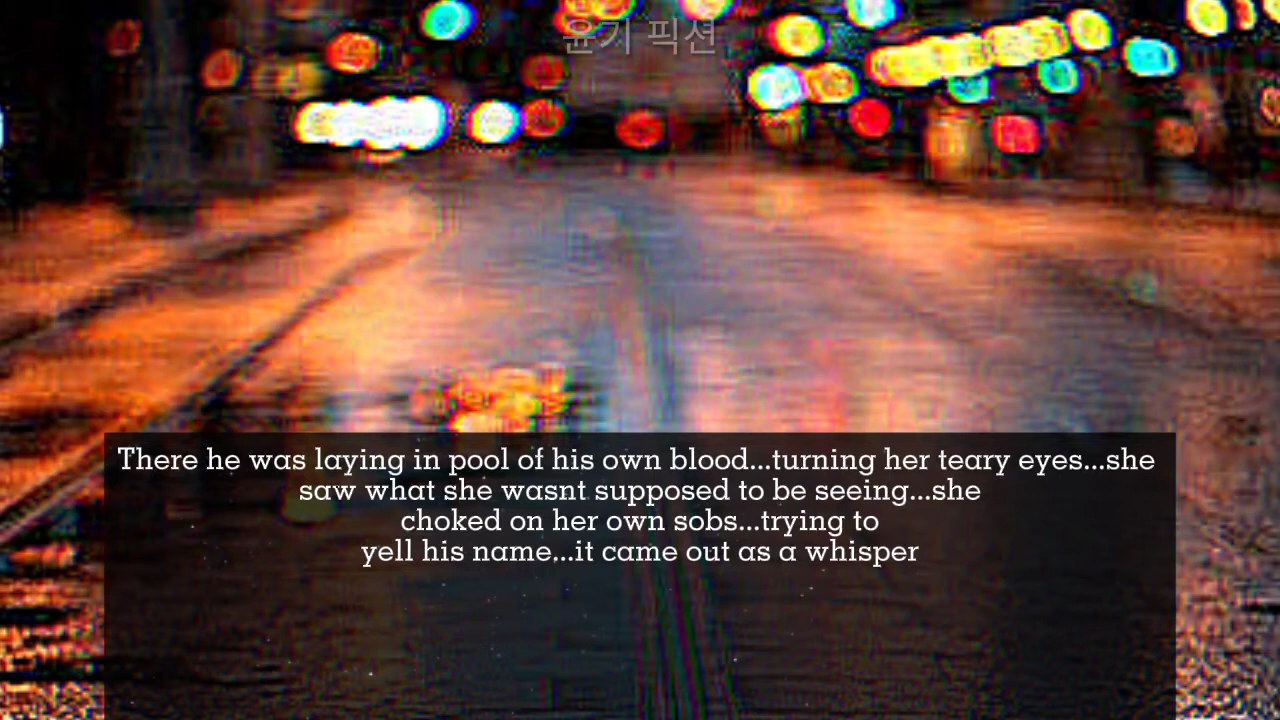 윤기 픽션
There he was laying in pool of his own blood...turning her teary eyes...she
saw what she wasnt supposed to be seeing...she
choked on her own sobs...trying to
yell his name...it came out as a whisper